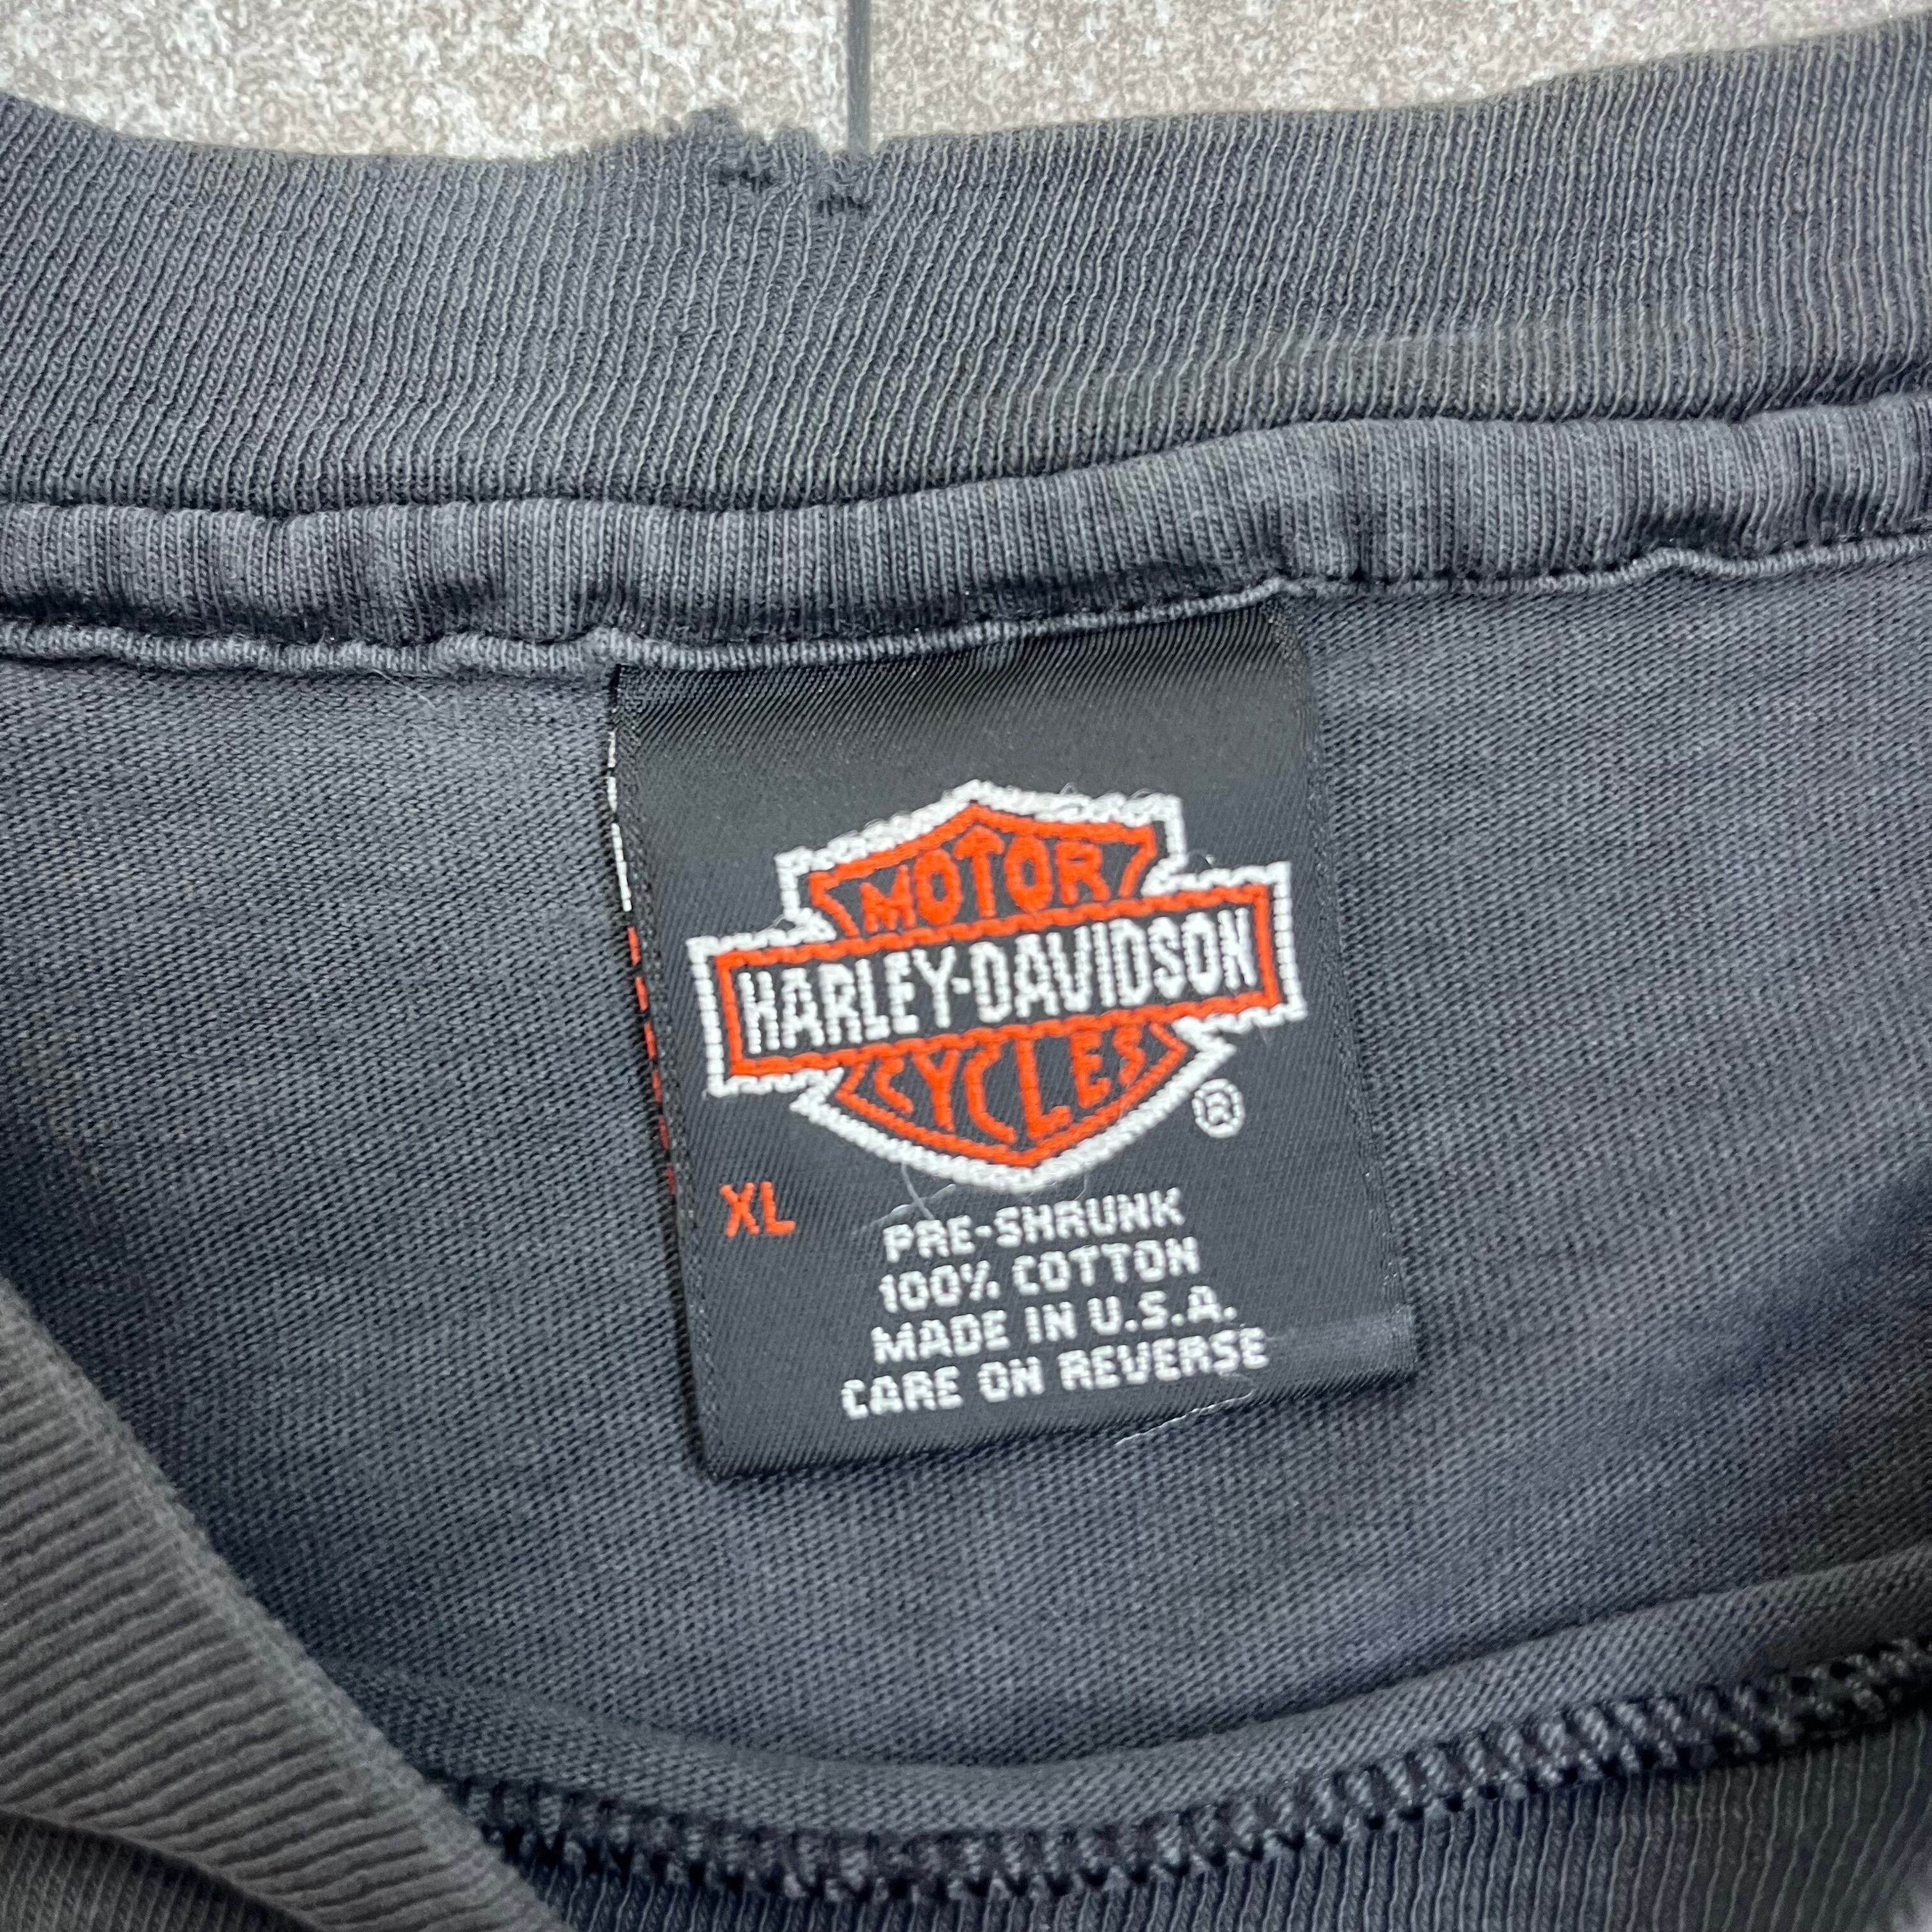 MOTOR
HARLEY-DAVIDSON
CYCLES
®
XL
PRE-SHRUNK
100% COTTON
MADE IN U.S.A.
CARE ON REVERSE